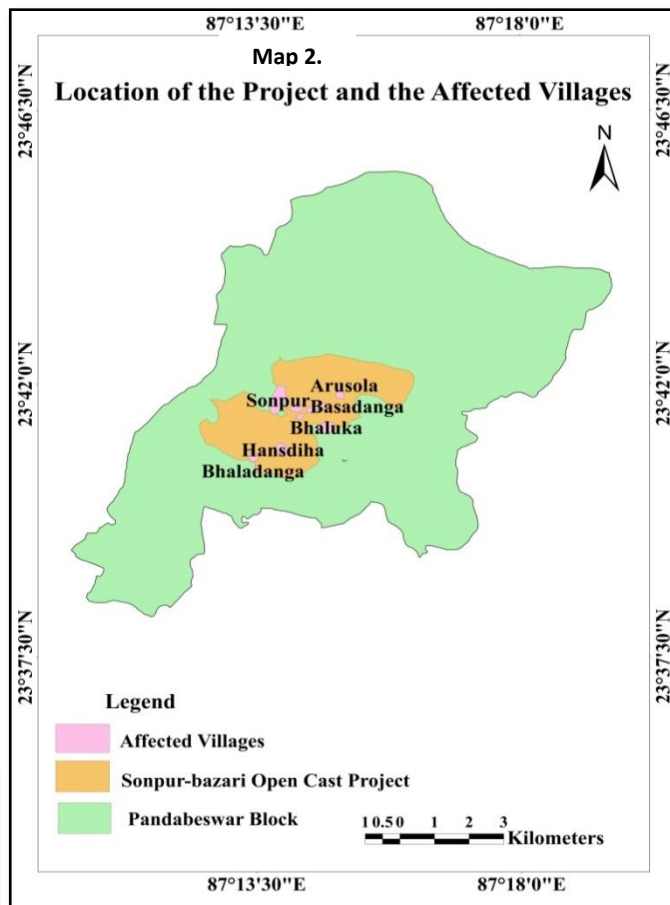 87°13'30"E 87°18'0"E
Map 2.
Location of the Project and the Affected Villages
23°46'30"N 23°46'30"N
N
23°42'0"N 23°42'0"N
Arusola
Sonpur
Basadanga
Bhaluka
Hansdiha
Bhaladanga
23°37'30"N 23°37'30"N
Legend
Affected Villages
Sonpur-bazari Open Cast Project
Pandabeswar Block
1 0.5 0 1 2 3
Kilometers
87°13'30"E 87°18'0"E